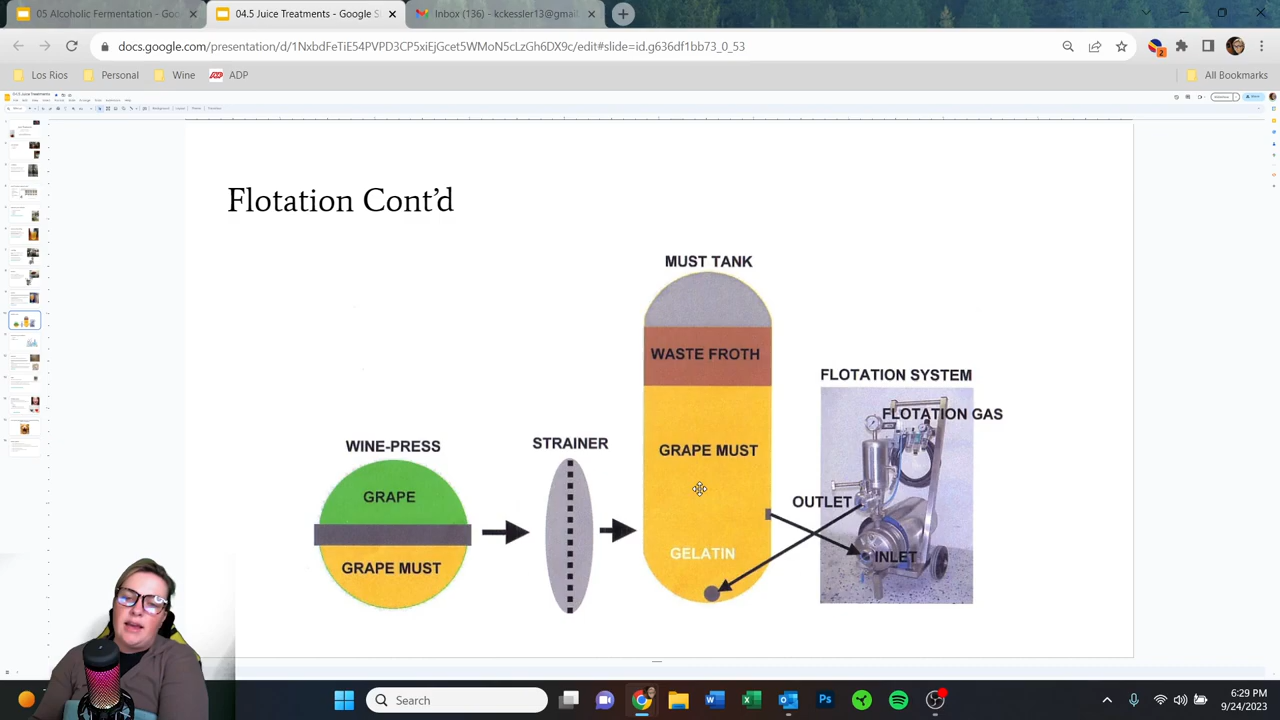 05 Alcoholic Fermentation - Goo
04.5 Juice Treatments - Google S
Inbox (136) - kckessler13@gmail.
docs.google.com/presentation/d/1NxbdFeTiE54PVPD3CP5xiEjGcet5WMoN5cLzGh6DX9c/edit#slide=id.g636df1bb73_0_53
2
Los Rios
Personal
Wine
ADP
All Bookmarks
Flotation Cont'd
MUST TANK
WASTE FROTH
FLOTATION SYSTEM
FLOTATION GAS
WINE-PRESS
STRAINER
GRAPE MUST
GRAPE
OUTLET
GELATIN
INLET
GRAPE MUST
Search
6:29 PM
9/24/2023